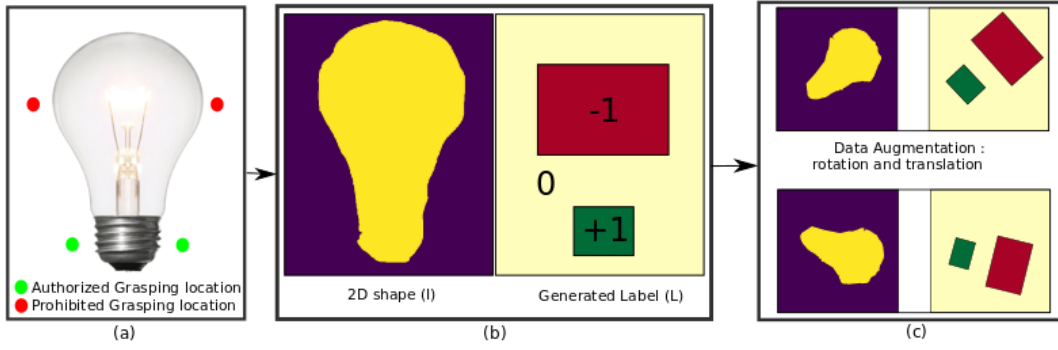 Authorized Grasping location
Prohibited Grasping location
(a)
-1
0
+1
2D shape (I)
Generated Label (L)
(b)
Data Augmentation :
rotation and translation
(c)